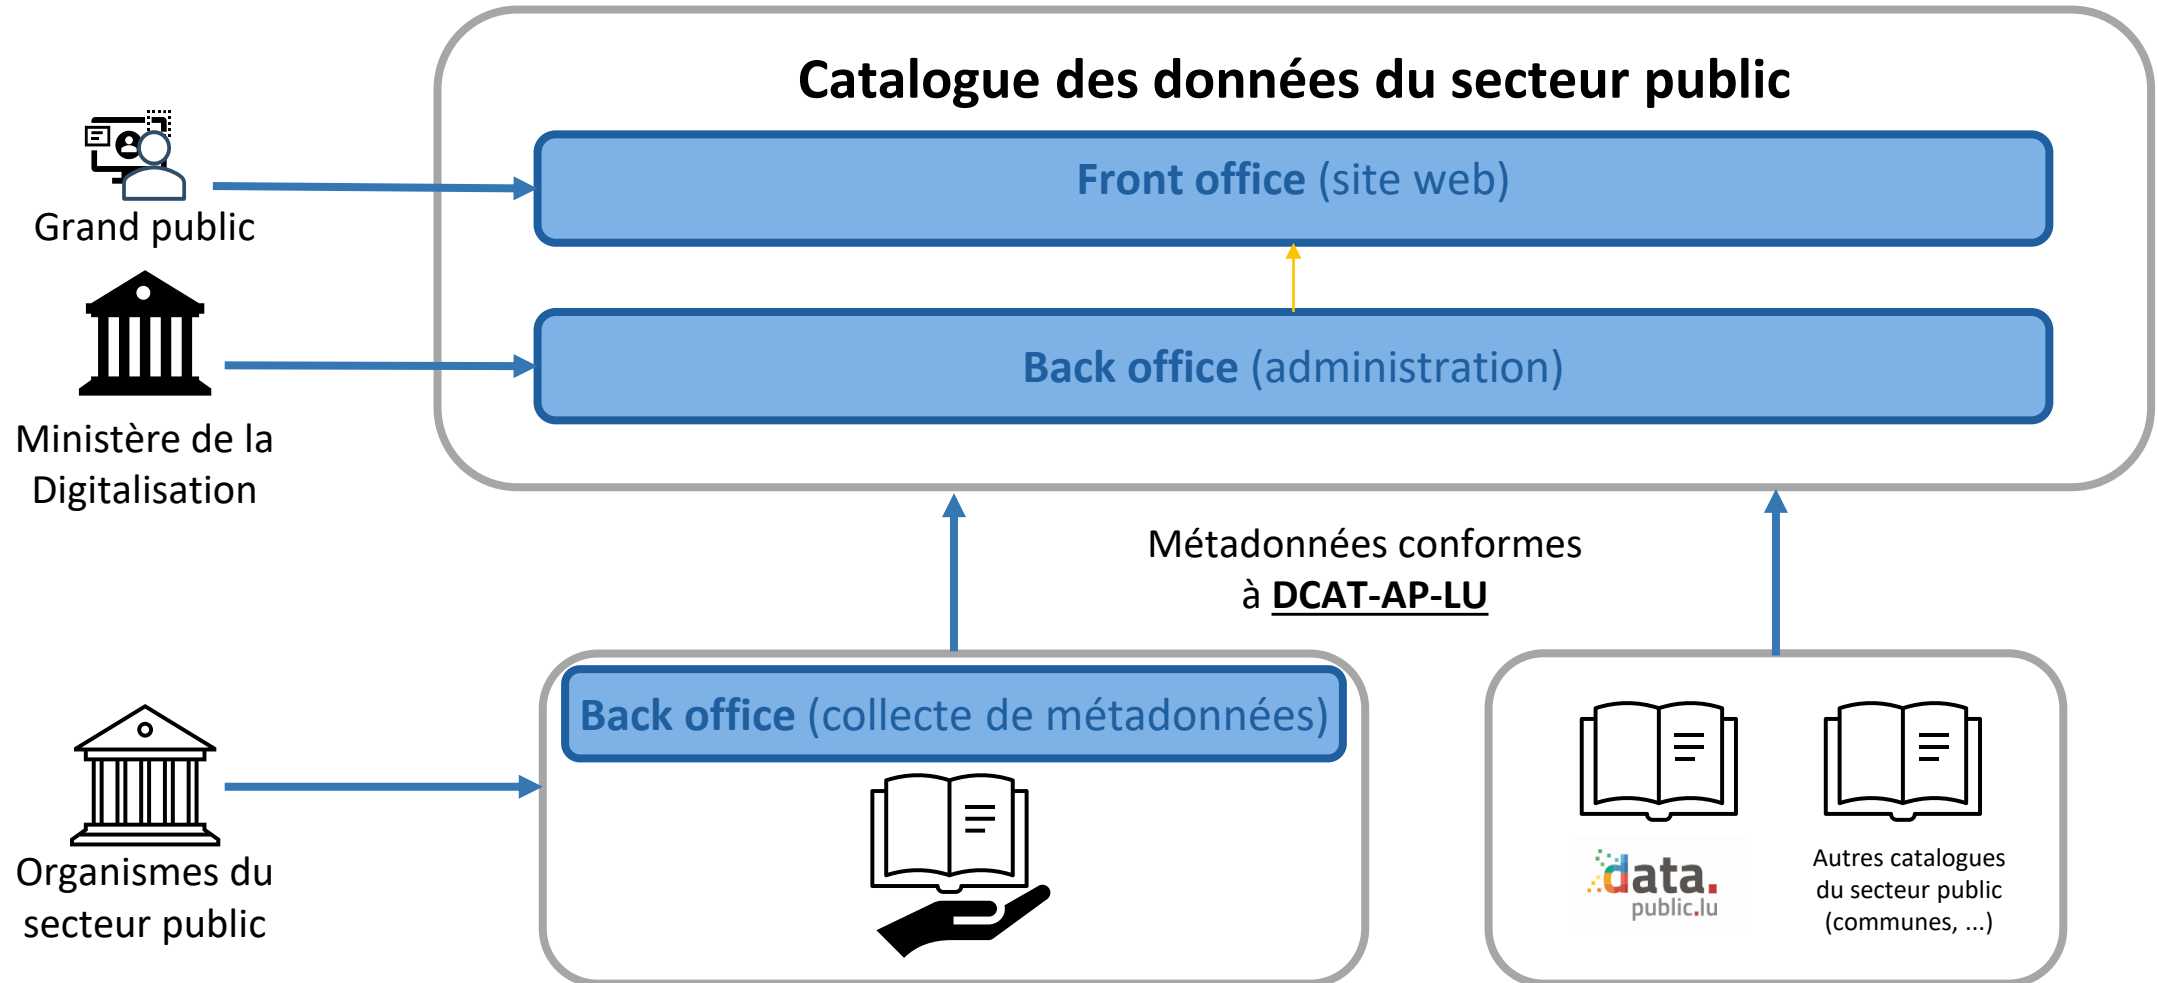 Catalogue des données du secteur public
Front office (site web)
Grand public
Back office (administration)
Ministère de la
Digitalisation
Métadonnées conformes
à DCAT-AP-LU
Back office (collecte de métadonnées)
Organismes du
secteur public
data.
public.lu
Autres catalogues
du secteur public
(communes, ...)